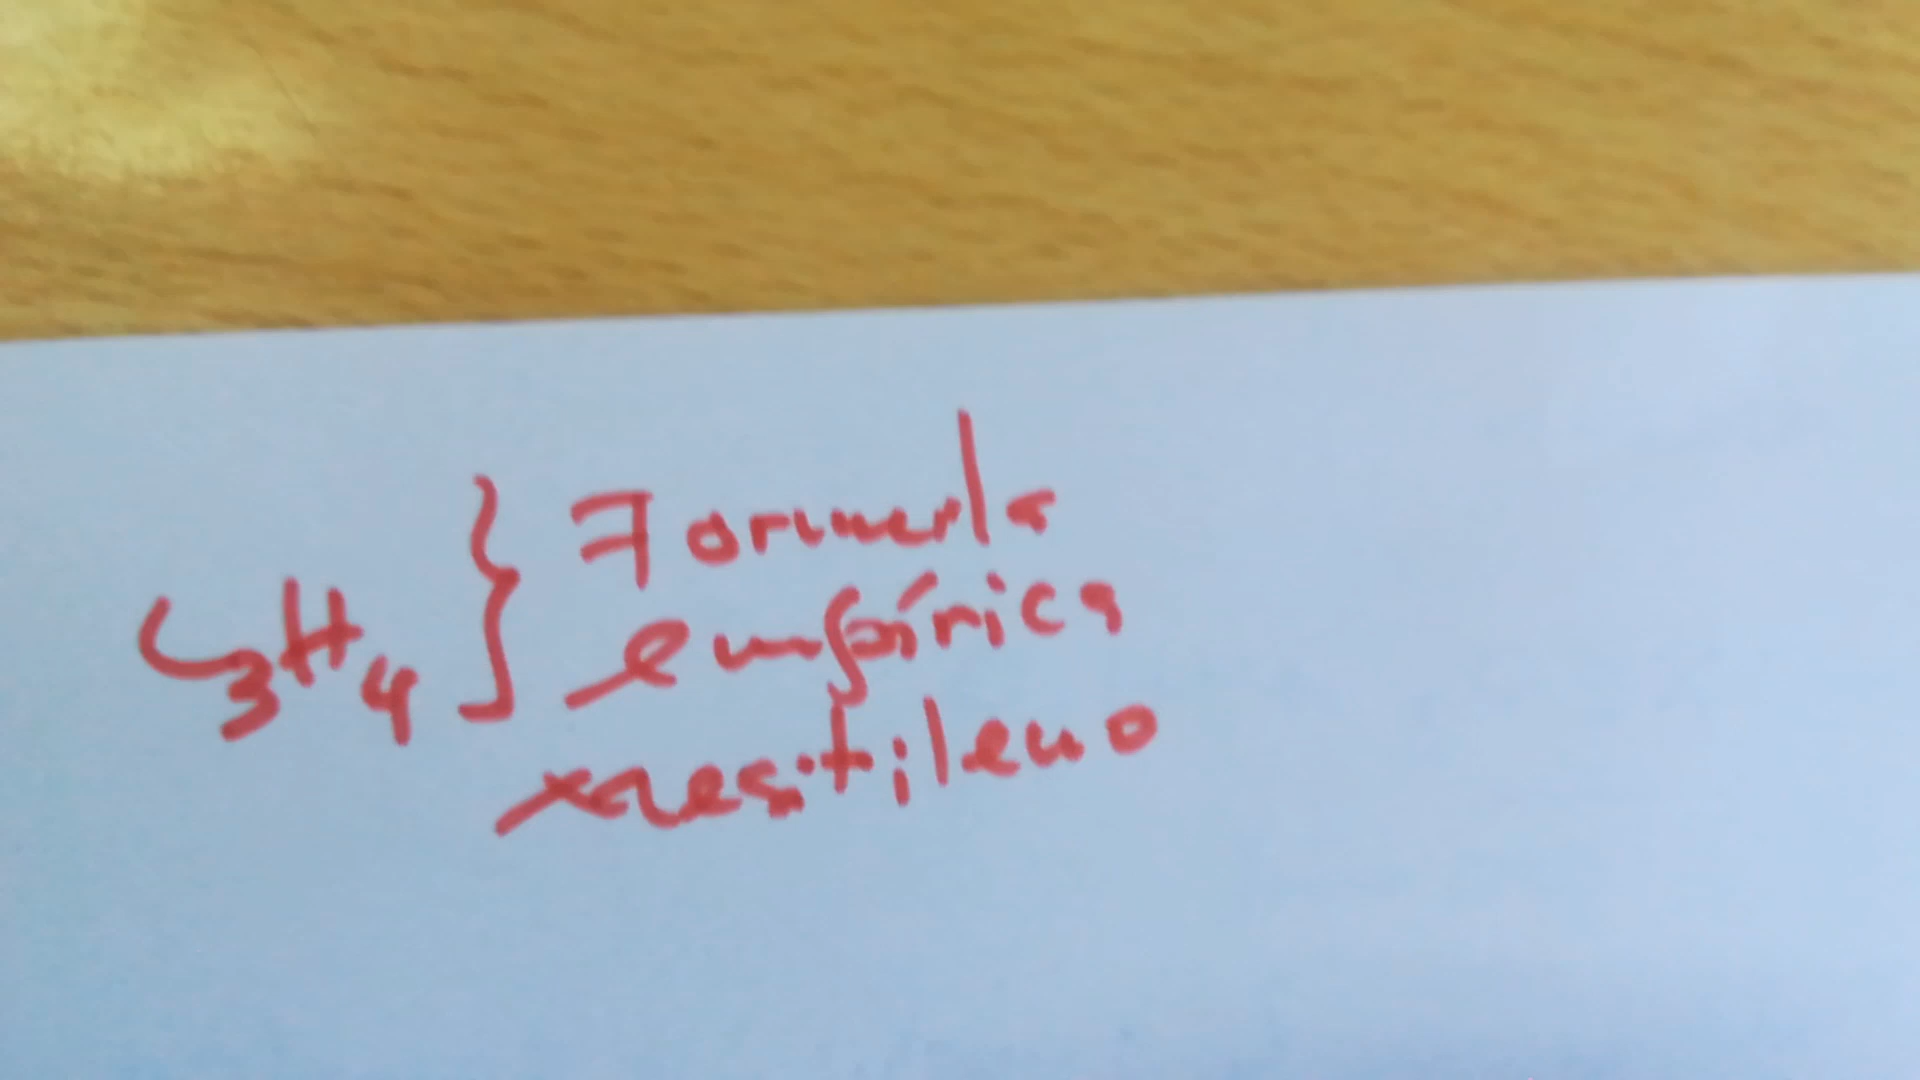 C₃H₄ } Formula
empírica
mesitileno